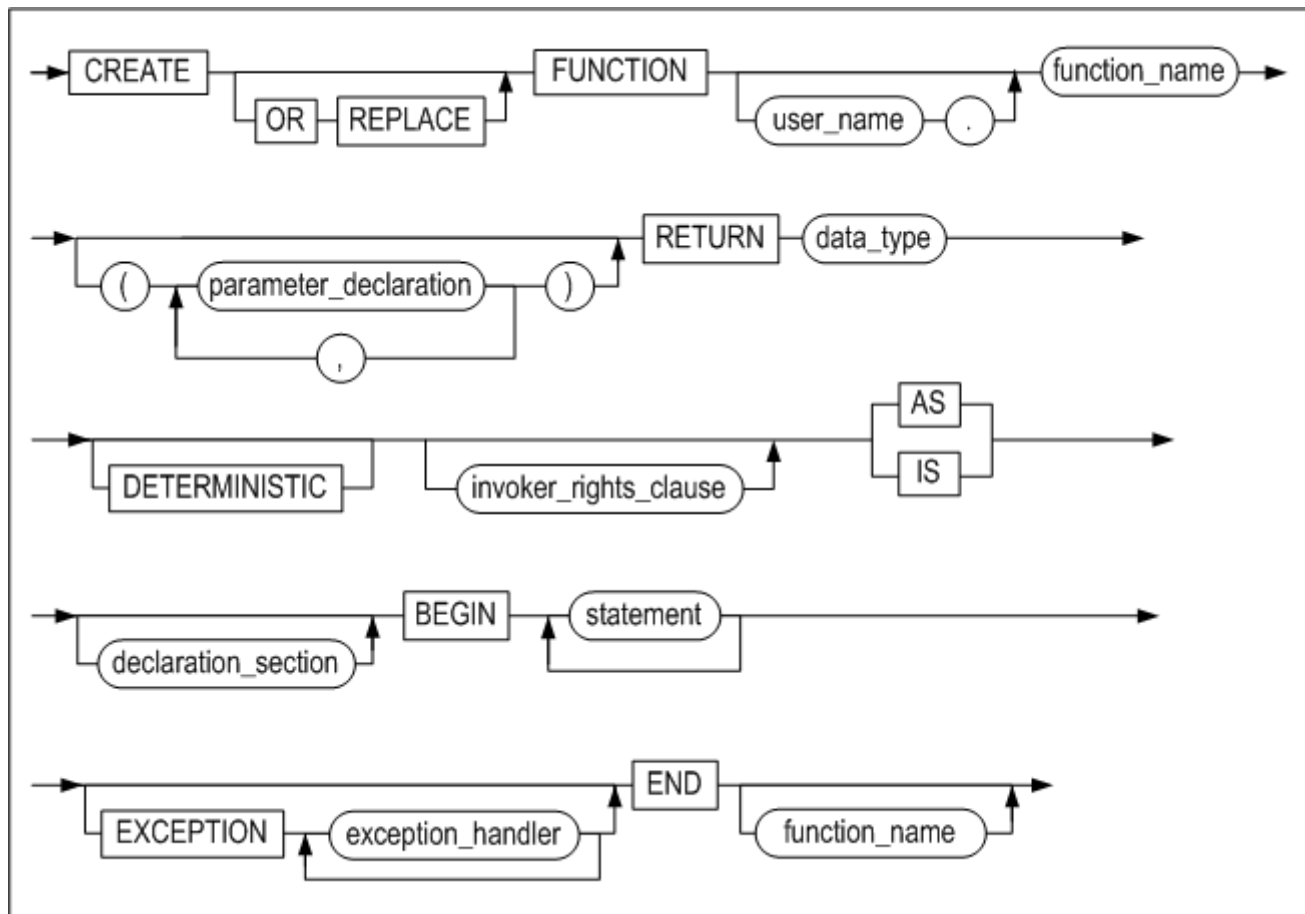 CREATE FUNCTION function_name
OR REPLACE user_name .
RETURN data_type
( parameter_declaration )
,
AS
DETERMINISTIC invoker_rights_clause IS
BEGIN statement
declaration_section
END
EXCEPTION exception_handler function_name